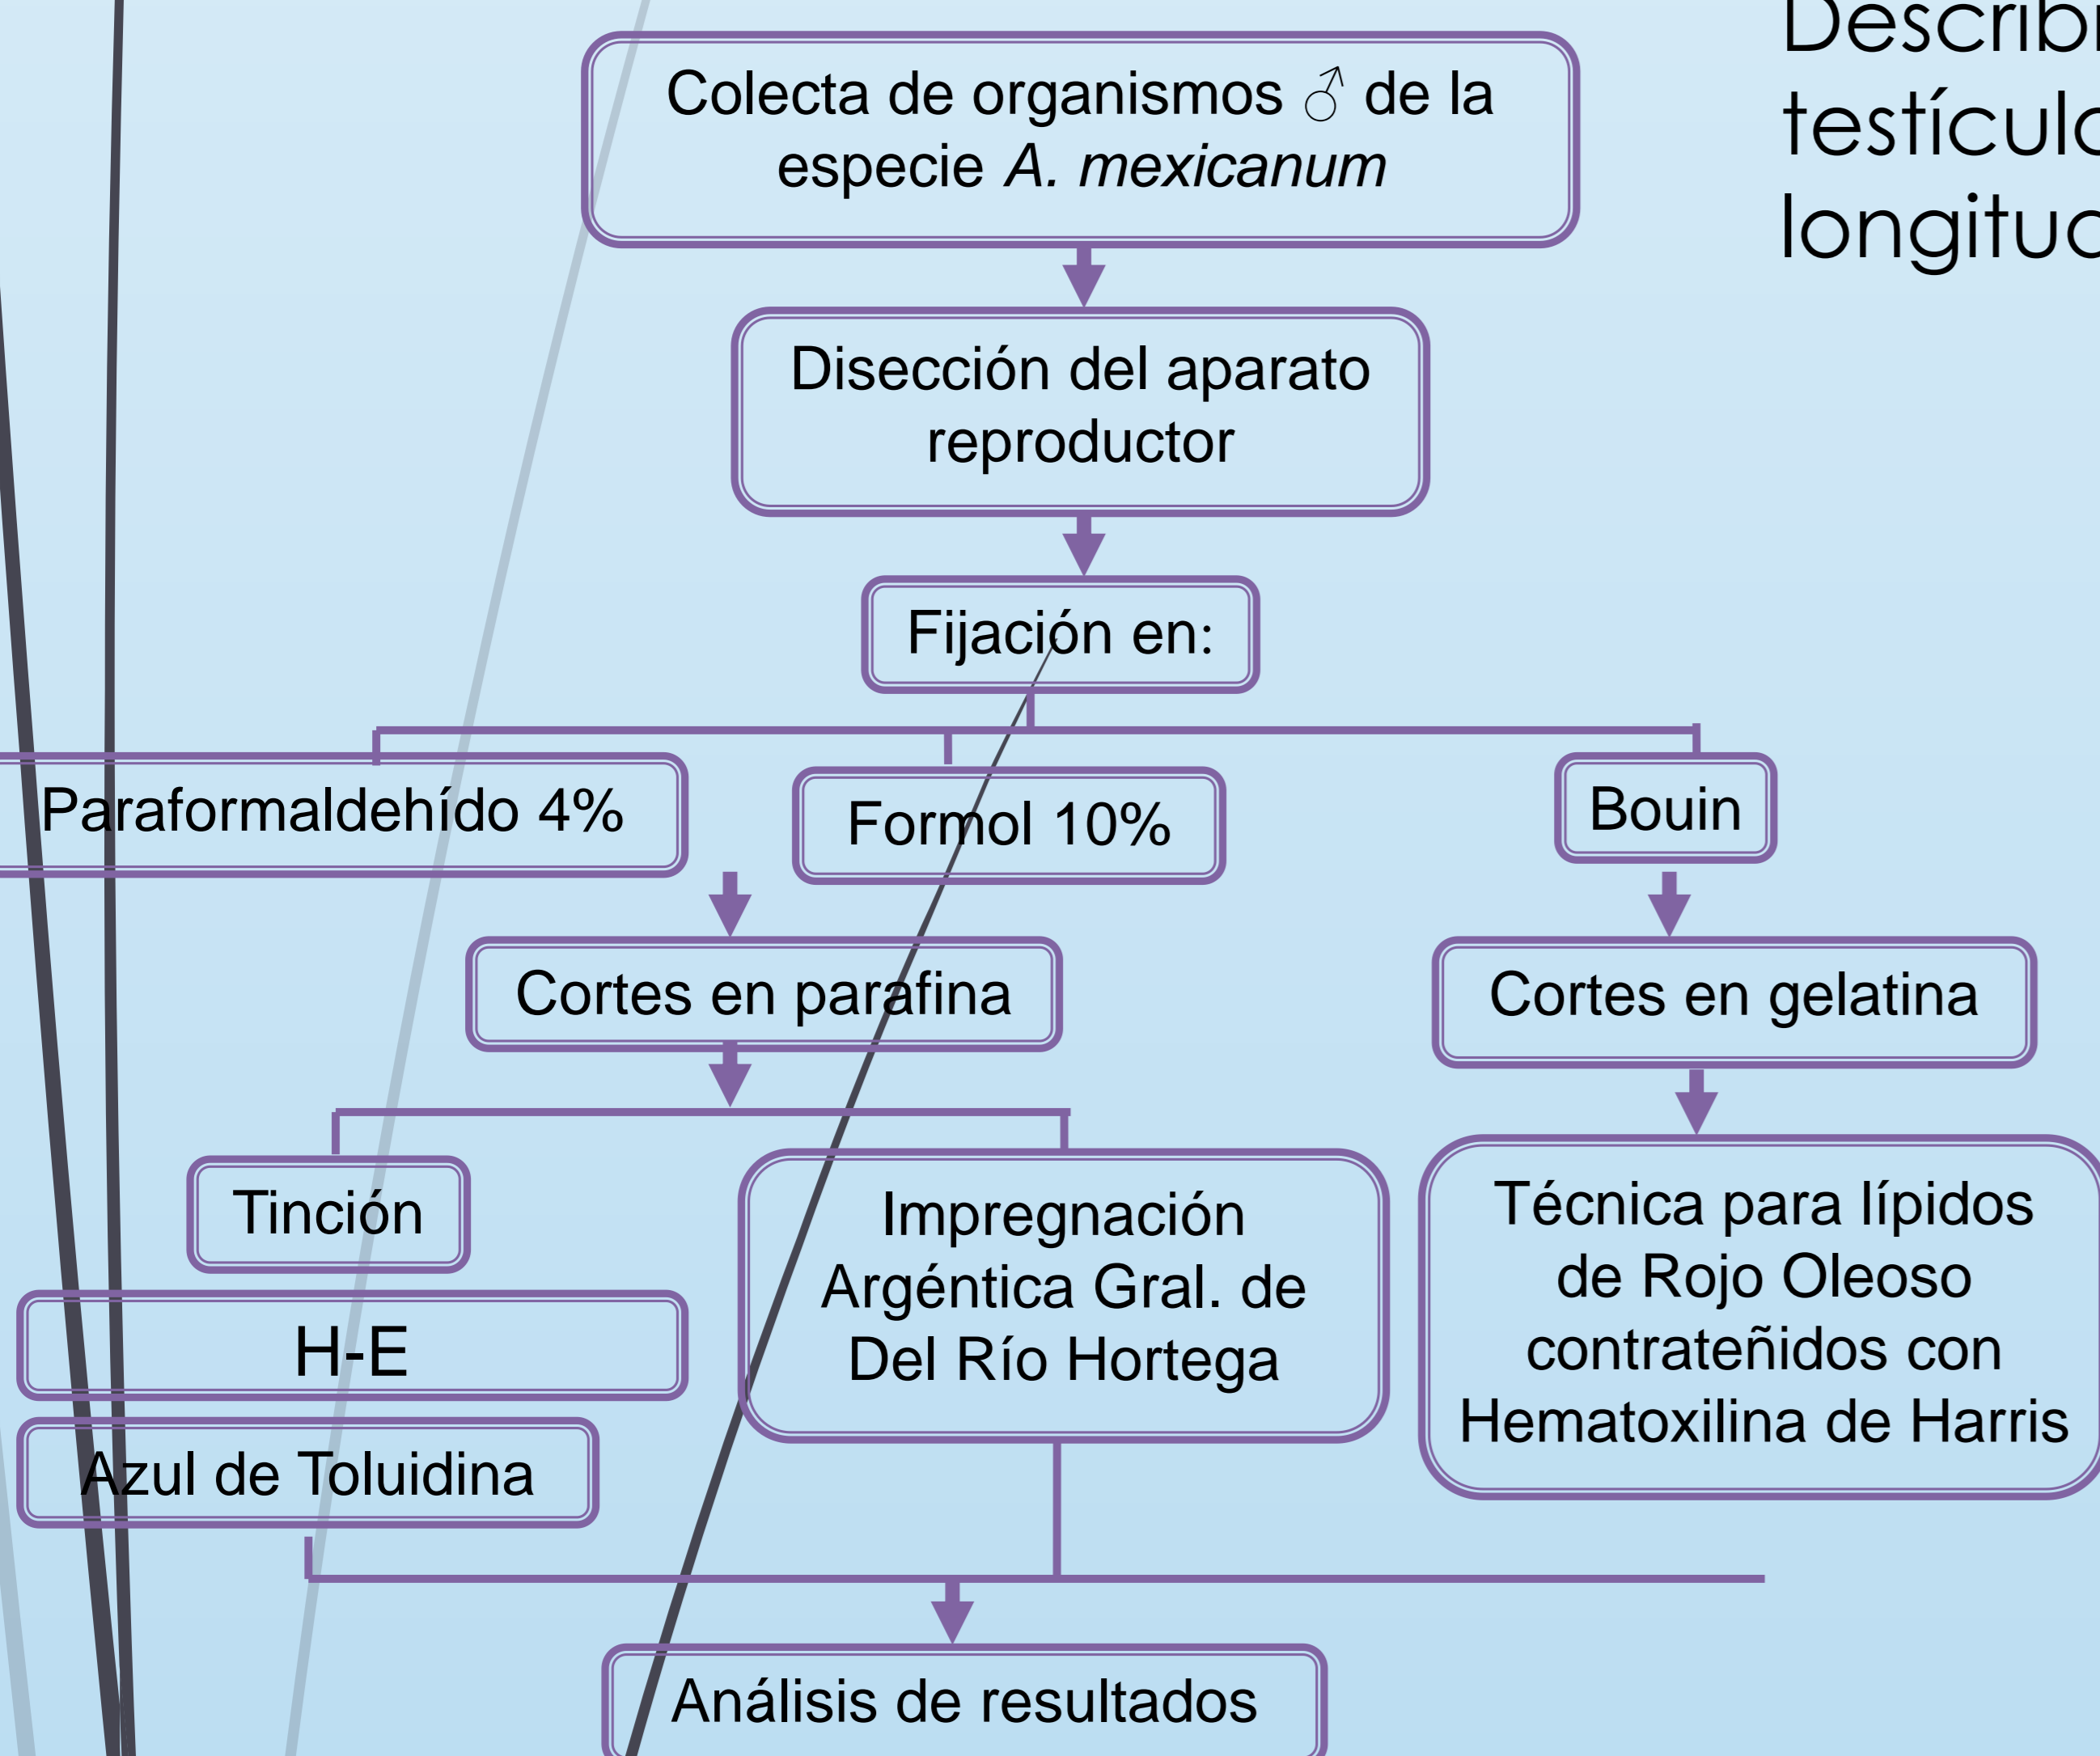 Colecta de organismos ♂ de la
especie A. mexicanum
Disección del aparato
reproductor
Fijación en:
Paraformaldehído 4%
Formol 10%
Bouin
Cortes en parafina
Cortes en gelatina
Tinción
H-E
Azul de Toluidina
Impregnación
Argéntica Gral. de
Del Río Hortega
Técnica para lípidos
de Rojo Oleoso
contrateñidos con
Hematoxilina de Harris
Análisis de resultados